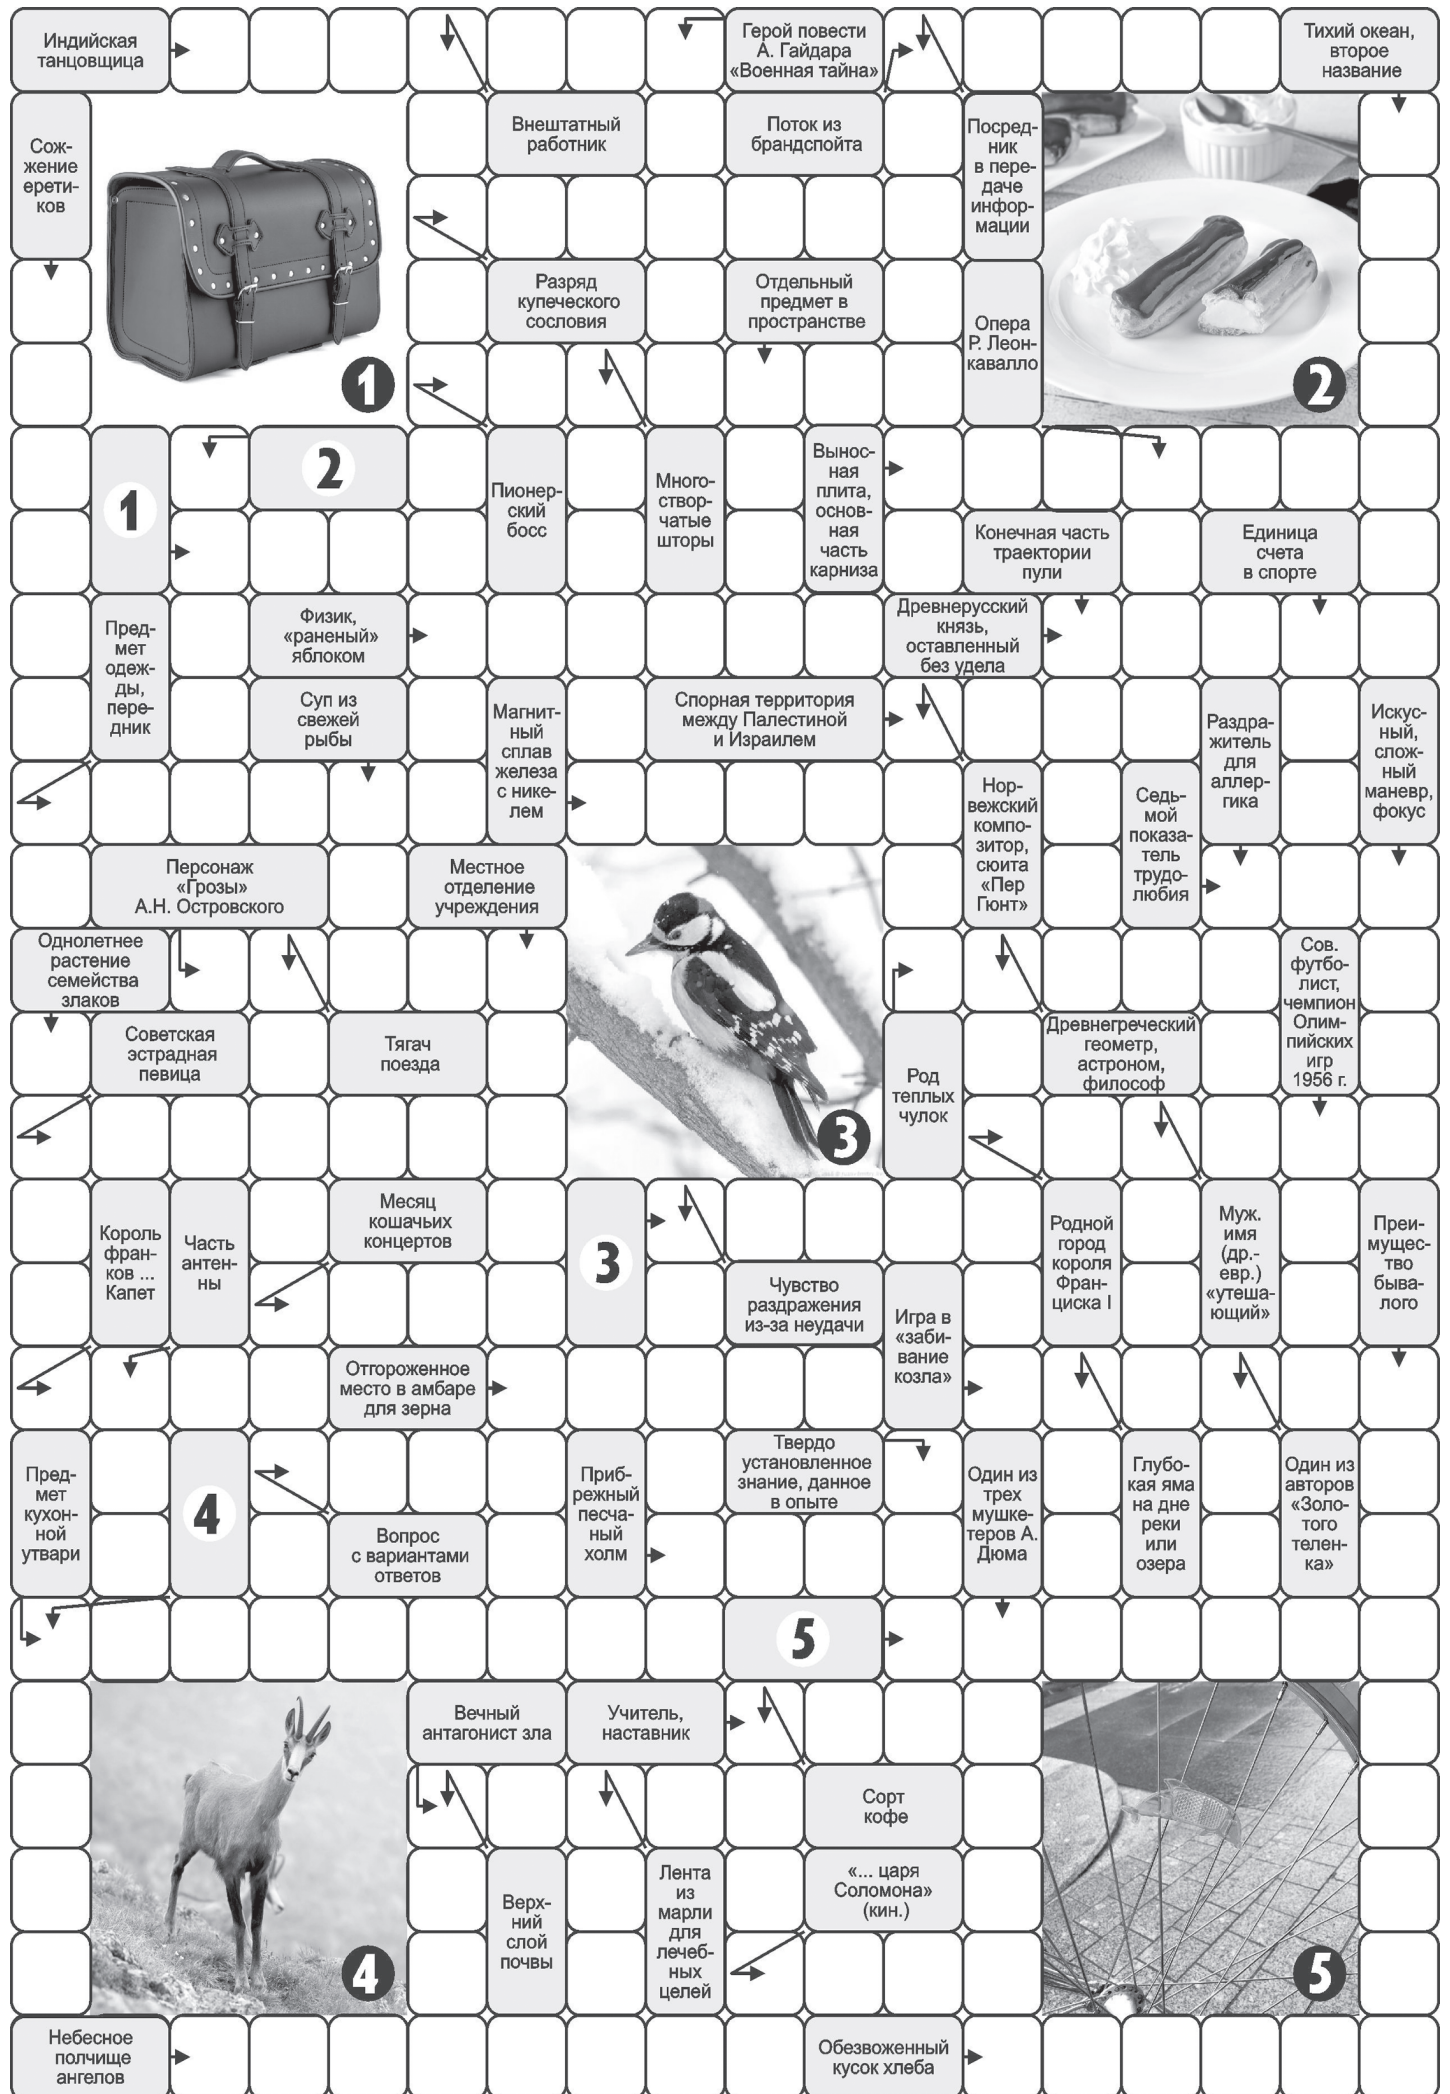 Индийская
танцовщица
Герой повести
А. Гайдара
«Военная тайна»
Тихий океан,
второе
название
Сож-
жение
ерети-
ков
Внештатный
работник
Поток из
брандспойта
Посред-
ник
в пере-
даче
инфор-
мации
Разряд
купеческого
сословия
Отдельный
предмет в
пространстве
Опера
Р. Леон-
кавалло
1
2
1
2
Пионер-
ский
босс
Много-
створ-
чатые
шторы
Вынос-
ная
плита,
основ-
ная
часть
карниза
Конечная часть
траектории
пули
Единица
счета
в спорте
Пред-
мет
одеж-
ды,
пере-
дник
Физик,
«раненый»
яблоком
Древнерусский
князь,
оставленный
без удела
Суп из
свежей
рыбы
Магнит-
ный
сплав
железа
с нике-
лем
Спорная территория
между Палестиной
и Израилем
Раздра-
житель
для
аллер-
гика
Искус-
ный,
слож-
ный
маневр,
фокус
Нор-
вежский
компо-
зитор,
сюита
«Пер
Гюнт»
Седь-
мой
показа-
тель
трудо-
любия
Персонаж
«Грозы»
А.Н. Островского
Местное
отделение
учреждения
Однолетнее
растение
семейства
злаков
Сов.
футбо-
лист,
чемпион
Олим-
пийских
игр
1956 г.
Советская
эстрадная
певица
Тягач
поезда
Род
теплых
чулок
Древнегреческий
геометр,
астроном,
философ
3
Король
фран-
ков ...
Капет
Часть
антен-
ны
Месяц
кошачьих
концертов
3
Чувство
раздражения
из-за неудачи
Игра в
«заби-
вание
козла»
Родной
город
короля
Фран-
циска I
Муж.
имя
(др.-
евр.)
«утеша-
ющий»
Преи-
мущес-
тво
быва-
лого
Отгороженное
место в амбаре
для зерна
Пред-
мет
кухон-
ной
утвари
4
Вопрос
с вариантами
ответов
Приб-
режный
песча-
ный
холм
Твердо
установленное
знание, данное
в опыте
Один из
трех
мушке-
теров А.
Дюма
Глубо-
кая яма
на дне
реки
или
озера
Один из
авторов
«Золо-
того
телен-
ка»
5
Вечный
антагонист зла
Учитель,
наставник
Сорт
кофе
Верх-
ний
слой
почвы
Лента
из
марли
для
лечеб-
ных
целей
«... царя
Соломона»
(кин.)
4
5
Небесное
полчище
ангелов
Обезвоженный
кусок хлеба